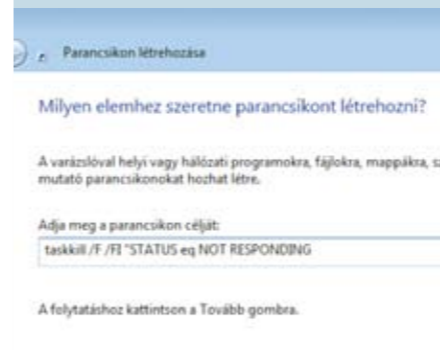 Parancsikon létrehozása
Milyen elemhez szeretne parancsikont létrehozni?
A varázslóval helyi vagy hálózati programokra, fájlokra, mappákra,
mutató parancsikonokat hozhat létre.
Adja meg a parancsikon célját:
taskkill /F /FI "STATUS eq NOT RESPONDING
A folytatáshoz kattintson a Tovább gombra.